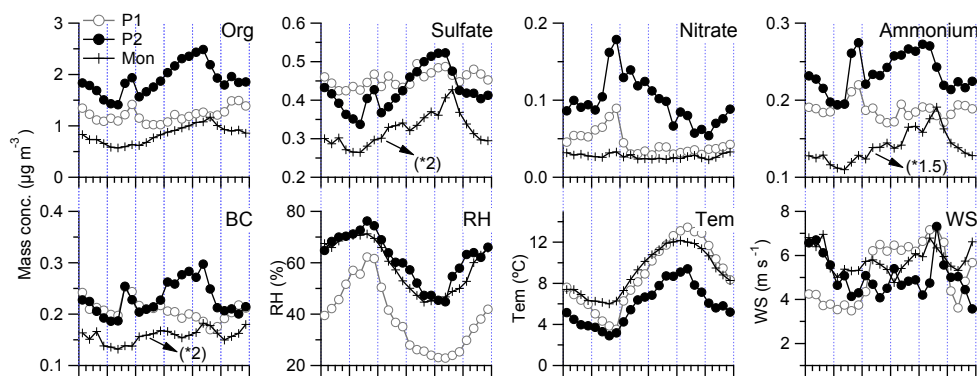 P1
P2
Mon
Org
Sulfate
Nitrate
Ammonium
3
2
1
0
0.6
0.5
0.4
0.3
0.2
(*2)
0.2
0.1
0.0
0.3
0.2
0.1
(*1.5)
Mass conc. (µg m-3)
BC
RH
Tem
WS
0.4
0.3
0.2
0.1
(*2)
RH (%)
80
60
40
20
Tem (ºC)
16
12
8
4
0
WS (m s-1)
8
6
4
2